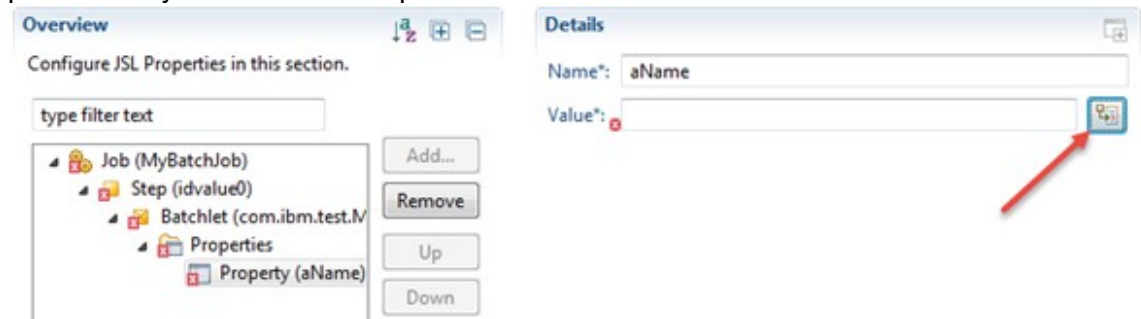 Overview
Configure JSL Properties in this section.
type filter text
Job (MyBatchJob)
Step (idvalue0)
Batchlet (com.ibm.test.M
Properties
Property (aName)
Add...
Remove
Up
Down
Details
Name*: aName
Value*: